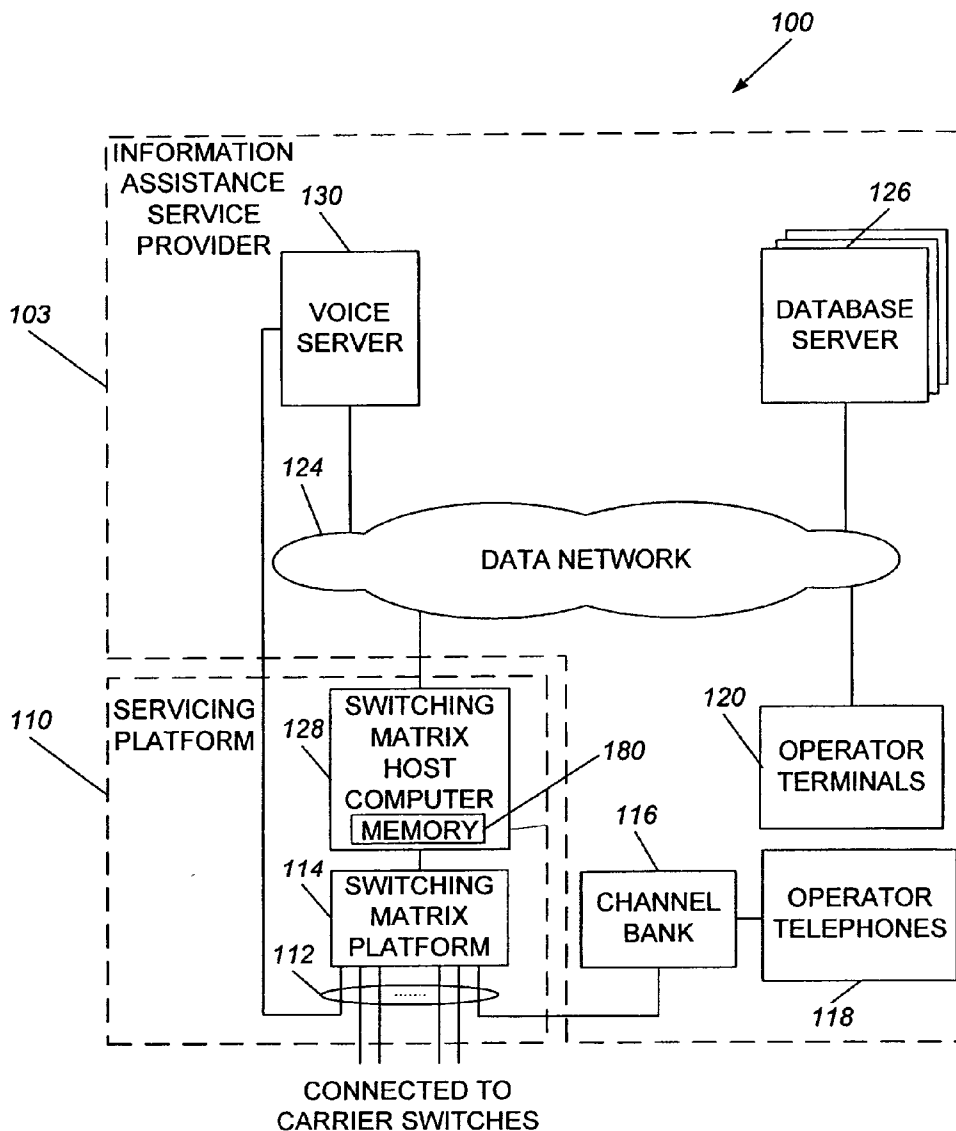 100
INFORMATION
ASSISTANCE
SERVICE
PROVIDER
130
126
103
VOICE
SERVER
DATABASE
SERVER
124
DATA NETWORK
110
SERVICING
PLATFORM
128
SWITCHING
MATRIX
HOST
COMPUTER
MEMORY
180
120
OPERATOR
TERMINALS
116
114
SWITCHING
MATRIX
PLATFORM
CHANNEL
BANK
OPERATOR
TELEPHONES
112
118
CONNECTED TO
CARRIER SWITCHES